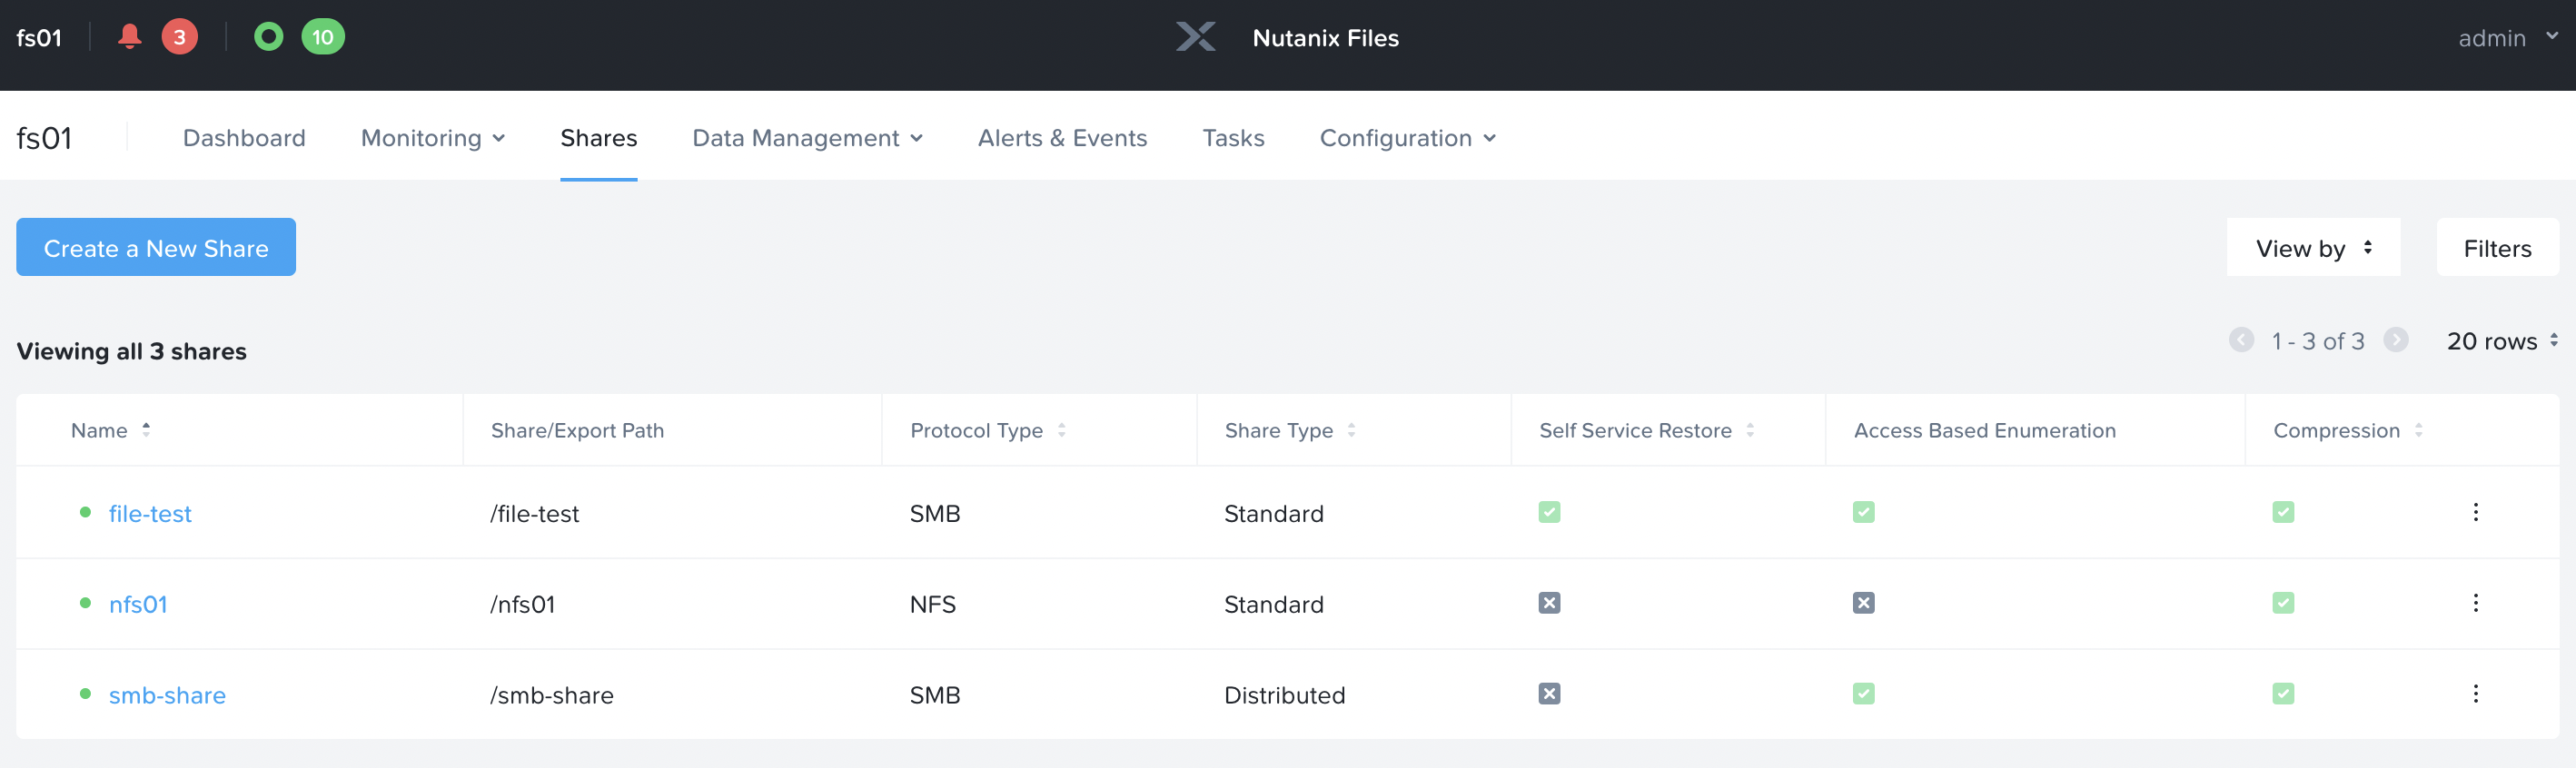 fs01 3 10 Nutanix Files admin
fs01 Dashboard Monitoring Shares Data Management Alerts & Events Tasks Configuration
Create a New Share View by Filters
Viewing all 3 shares 1 - 3 of 3 20 rows
Name Share/Export Path Protocol Type Share Type Self Service Restore Access Based Enumeration Compression
file-test /file-test SMB Standard
nfs01 /nfs01 NFS Standard
smb-share /smb-share SMB Distributed